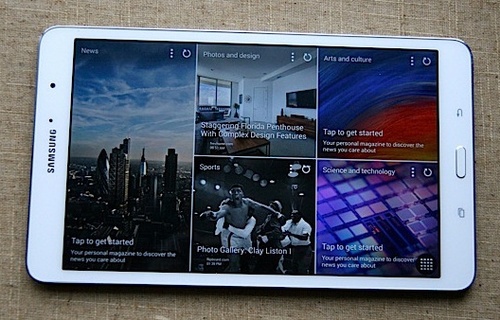 SAMSUNG
News
Tap to get started
Your personal magazine to discover the
news you care about
Photos and design
Staggering Florida Penthouse
With Complex Design Features
Arts and culture
Tap to get started
Your personal magazine to discover the
news you care about
Sports
Photo Gallery: Clay Liston I
Science and technology
Tap to get started
Your personal magazine to discover the
news you care about